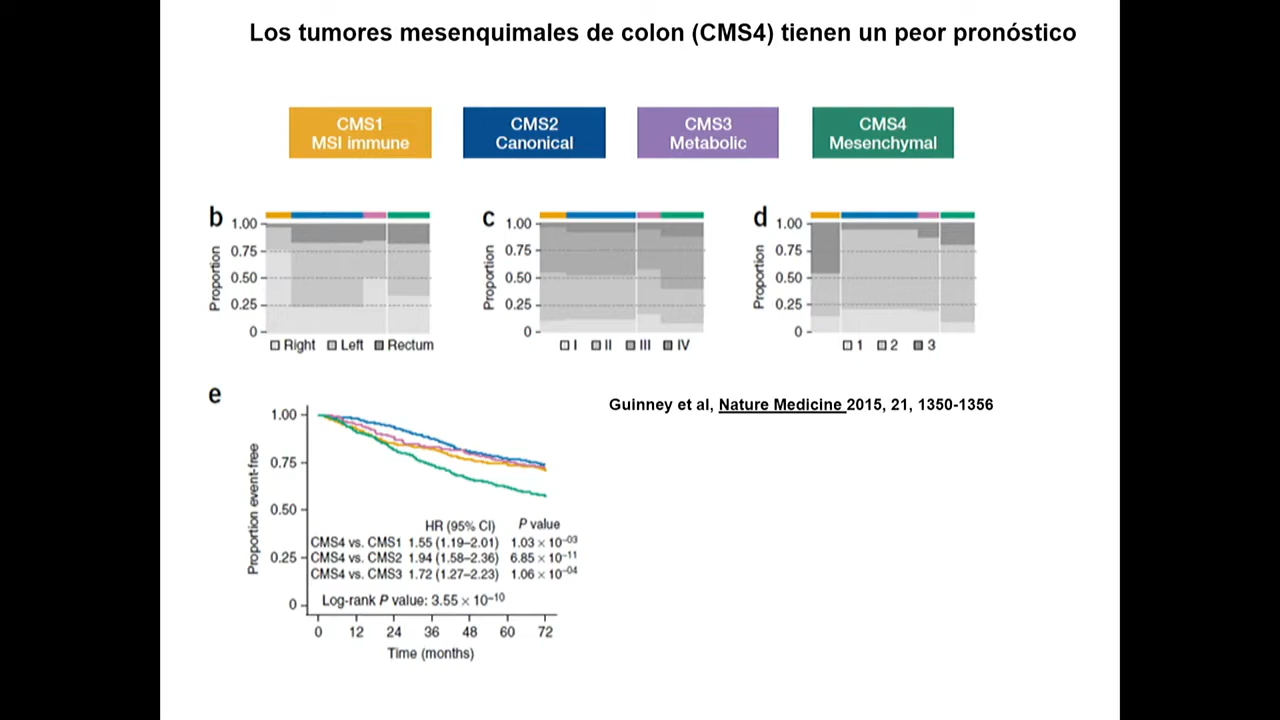 Los tumores mesenquimales de colon (CMS4) tienen un peor pronóstico
CMS1
MSI immune
CMS2
Canonical
CMS3
Metabolic
CMS4
Mesenchymal
b
1.00
0.75
0.50
0.25
0
Proportion
Right Left Rectum
c
1.00
0.75
0.50
0.25
0
Proportion
I II III IV
d
1.00
0.75
0.50
0.25
0
Proportion
1 2 3
e
1.00
0.75
0.50
0.25
0
Proportion event-free
HR (95% CI) P value
CMS4 vs. CMS1 1.55 (1.19–2.01) 1.03 × 10⁻⁰³
CMS4 vs. CMS2 1.94 (1.58–2.36) 6.85 × 10⁻¹¹
CMS4 vs. CMS3 1.72 (1.27–2.23) 1.06 × 10⁻⁰⁴
Log-rank P value: 3.55 × 10⁻¹⁰
0 12 24 36 48 60 72
Time (months)
Guinney et al, Nature Medicine 2015, 21, 1350-1356